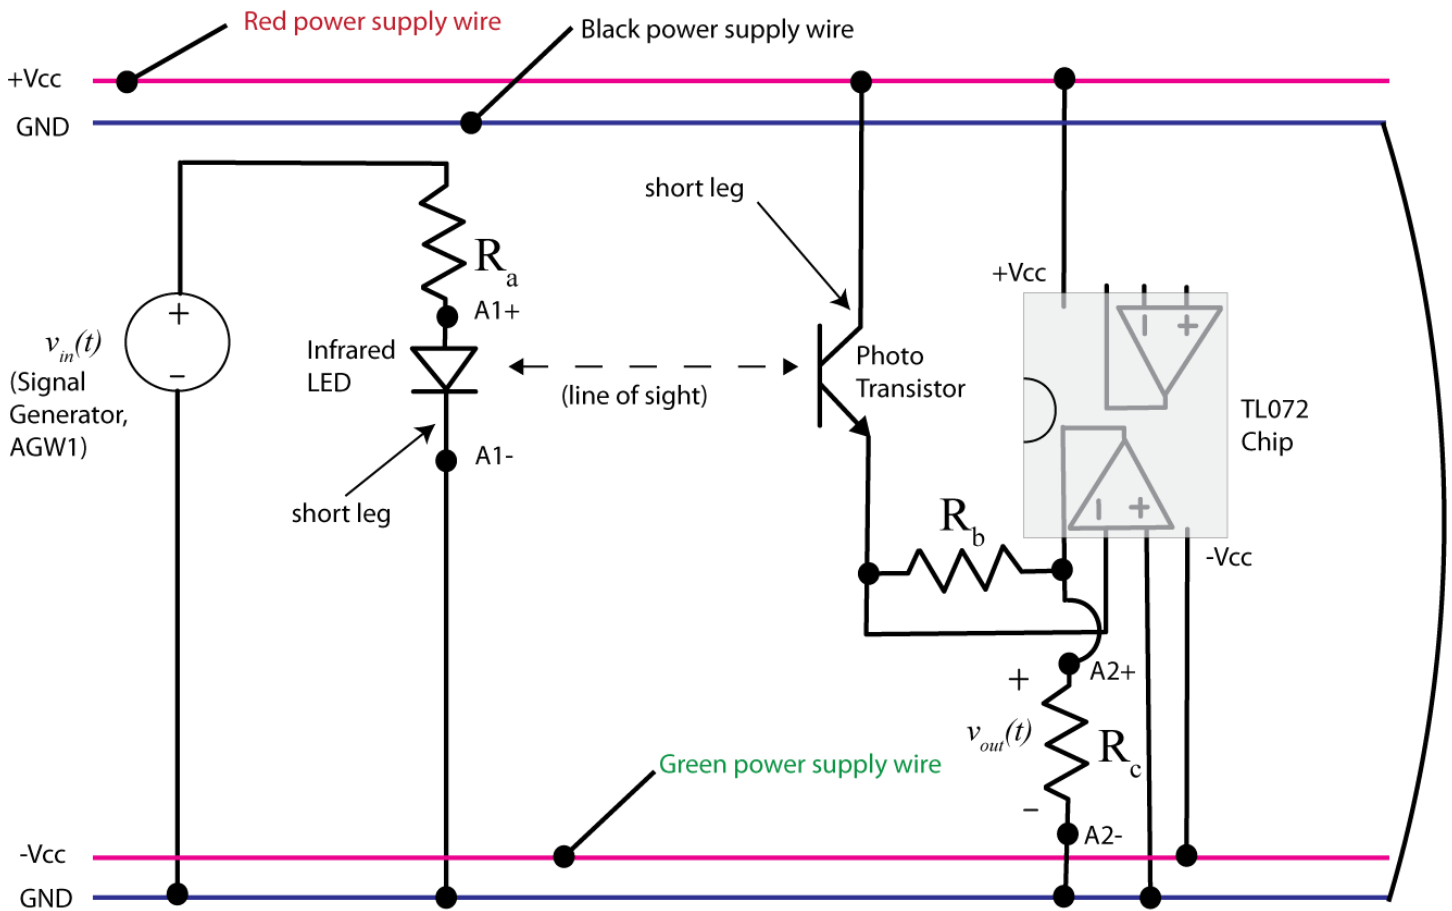 Red power supply wire
Black power supply wire
+Vcc
GND
short leg
Ra
+Vcc
A1+
+
- +
vin(t)
(Signal
Generator,
AGW1)
-
Infrared
LED
(line of sight)
Photo
Transistor
TL072
Chip
A1-
short leg
Rb
- +
-Vcc
A2+
+
vout(t)
Rc
Green power supply wire
-
A2-
-Vcc
GND